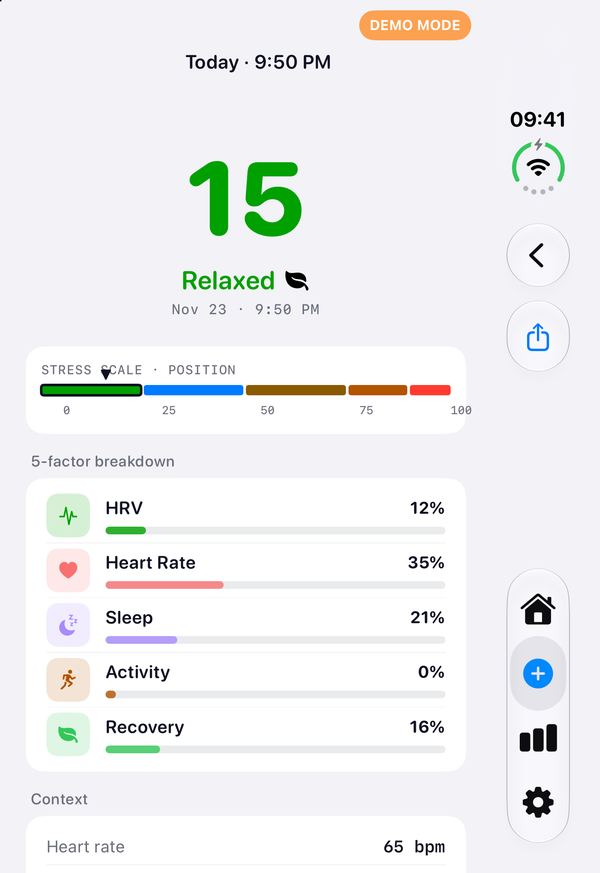 DEMO MODE
Today · 9:50 PM
09:41
15
Relaxed
Nov 23 · 9:50 PM
STRESS SCALE · POSITION
0 25 50 75 100
5-factor breakdown
HRV 12%
Heart Rate 35%
Sleep 21%
Activity 0%
Recovery 16%
Context
Heart rate 65 bpm